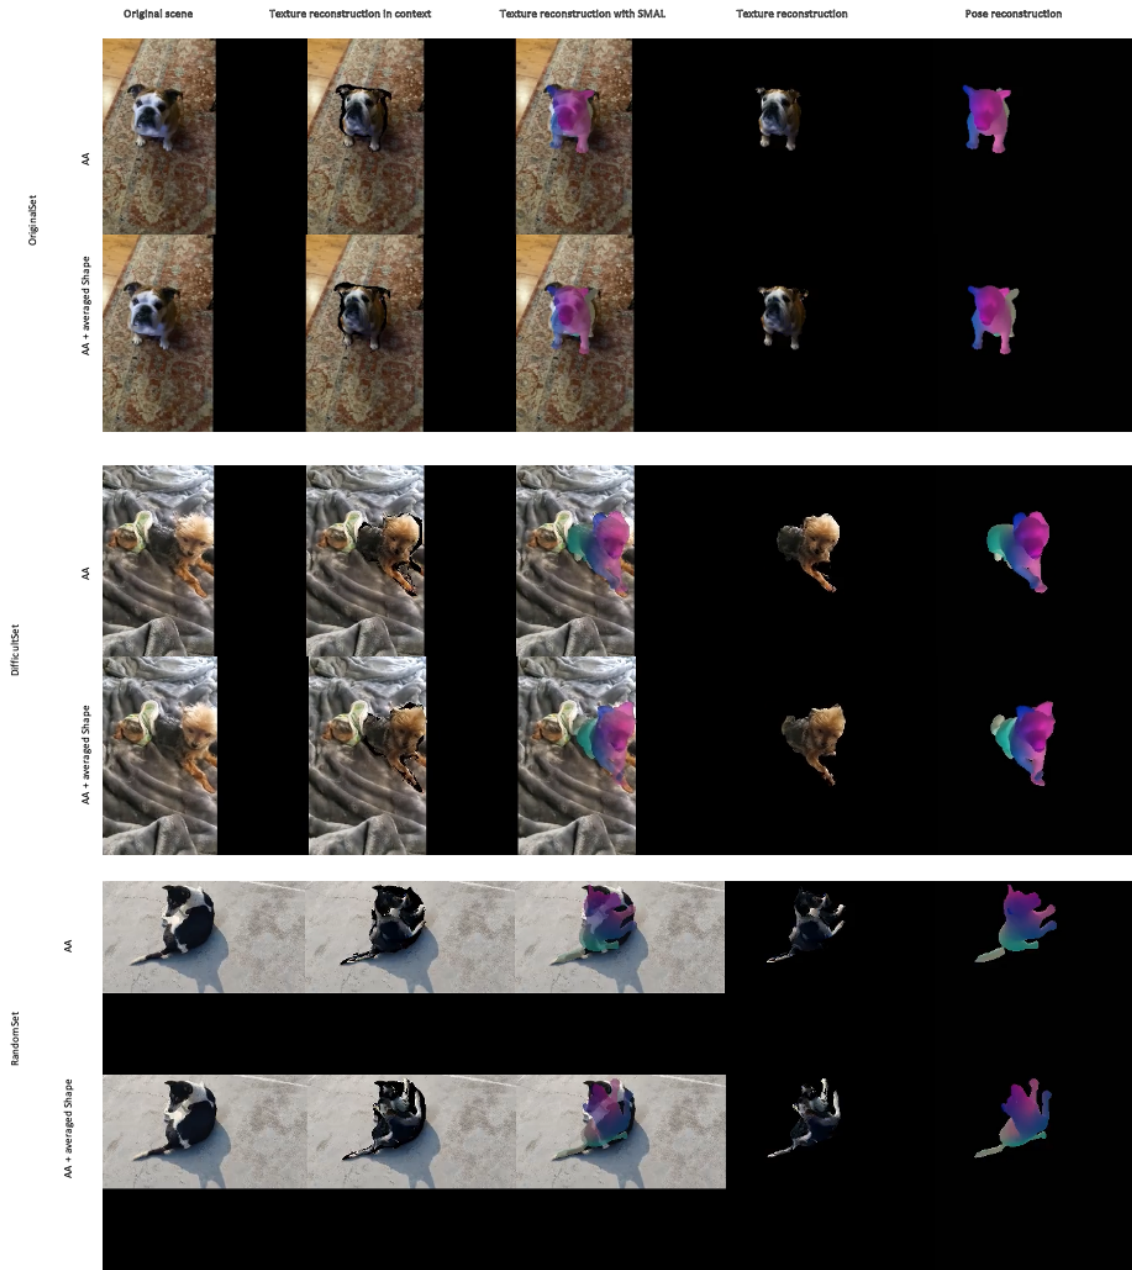 Original scene
Texture reconstruction in context
Texture reconstruction with SMAL
Texture reconstruction
Pose reconstruction
OriginalSet
AA
AA + averaged Shape
DifficultSet
AA
AA + averaged Shape
RandomSet
AA
AA + averaged Shape